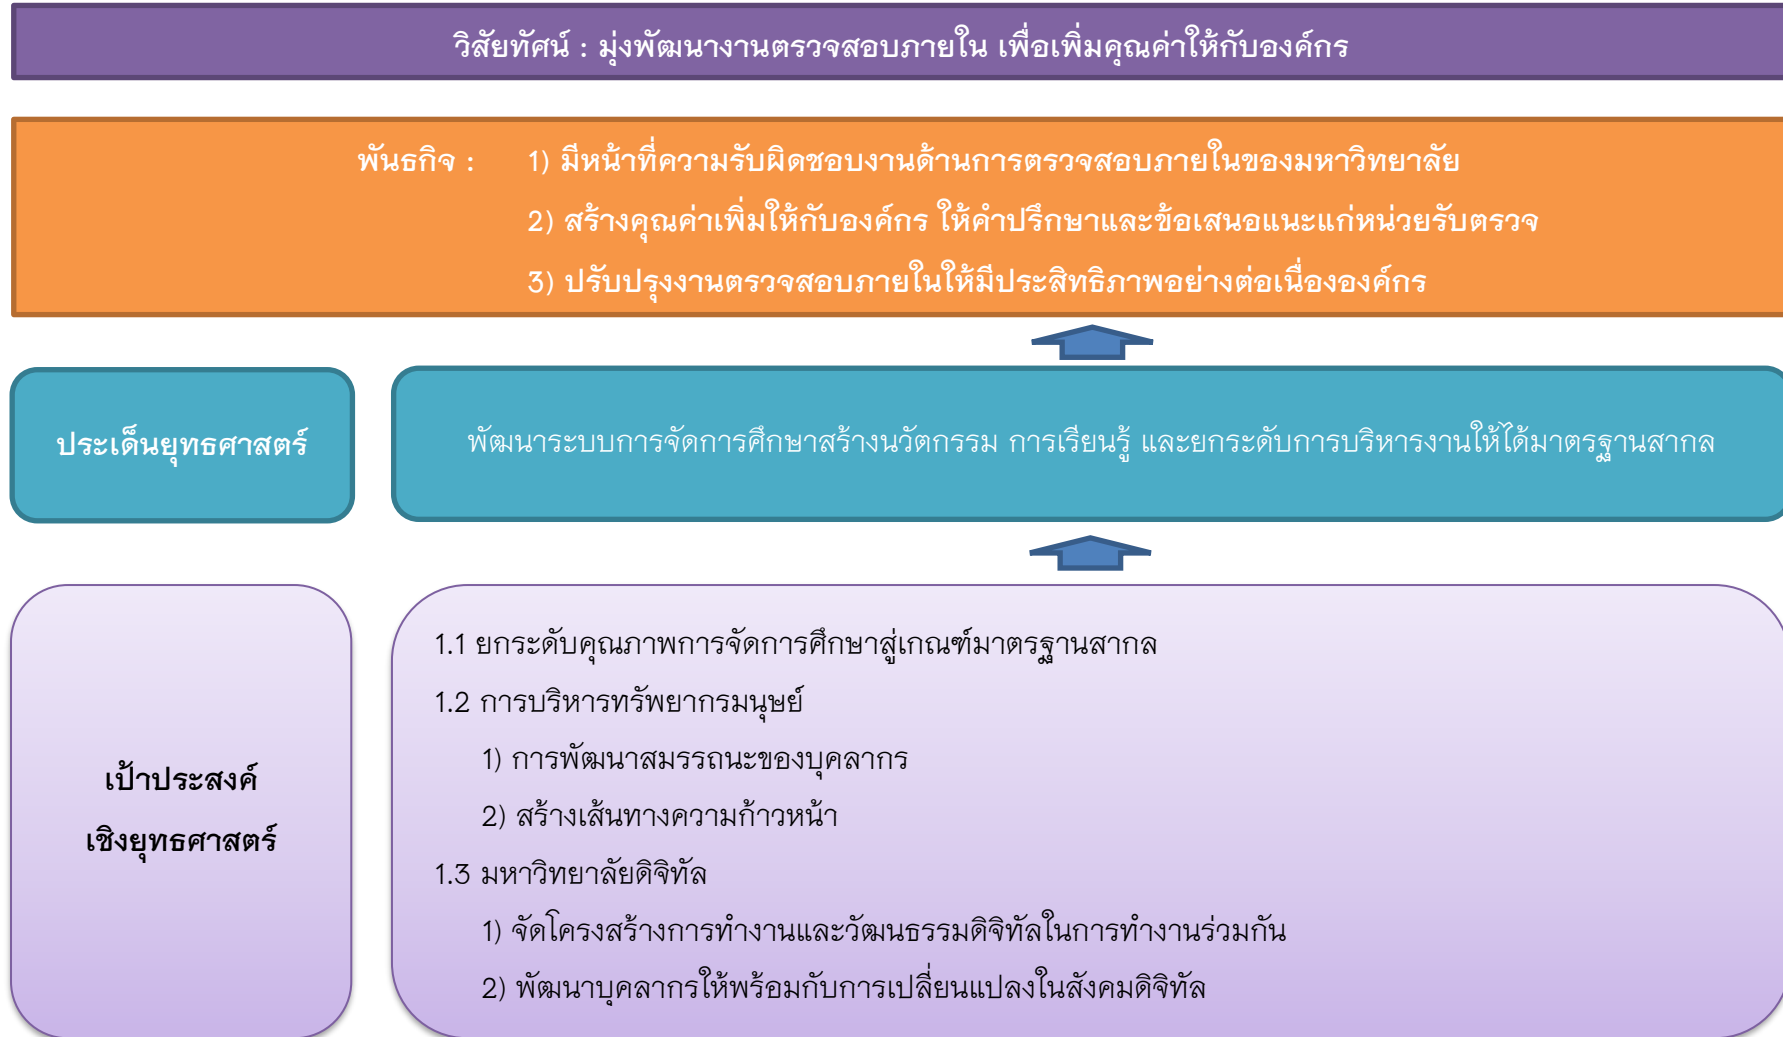 วิสัยทัศน์ : มุ่งพัฒนางานตรวจสอบภายใน เพื่อเพิ่มคุณค่าให้กับองค์กร
พันธกิจ : 1) มีหน้าที่ความรับผิดชอบงานด้านการตรวจสอบภายในของมหาวิทยาลัย
2) สร้างคุณค่าเพิ่มให้กับองค์กร ให้คำปรึกษาและข้อเสนอแนะแก่หน่วยรับตรวจ
3) ปรับปรุงงานตรวจสอบภายในให้มีประสิทธิภาพอย่างต่อเนื่ององค์กร
ประเด็นยุทธศาสตร์
พัฒนาระบบการจัดการศึกษาสร้างนวัตกรรม การเรียนรู้ และยกระดับการบริหารงานให้ได้มาตรฐานสากล
เป้าประสงค์
เชิงยุทธศาสตร์
1.1 ยกระดับคุณภาพการจัดการศึกษาสู่เกณฑ์มาตรฐานสากล
1.2 การบริหารทรัพยากรมนุษย์
1) การพัฒนาสมรรถนะของบุคลากร
2) สร้างเส้นทางความก้าวหน้า
1.3 มหาวิทยาลัยดิจิทัล
1) จัดโครงสร้างการทำงานและวัฒนธรรมดิจิทัลในการทำงานร่วมกัน
2) พัฒนาบุคลากรให้พร้อมกับการเปลี่ยนแปลงในสังคมดิจิทัล